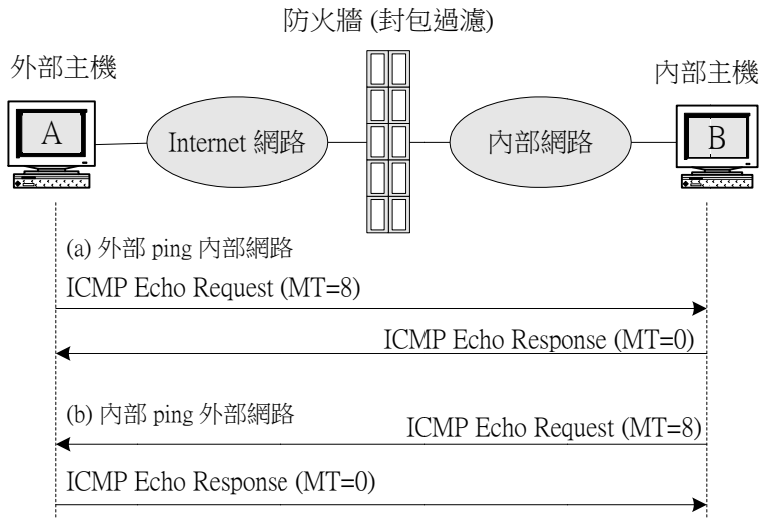 防火牆 (封包過濾)
外部主機
內部主機
A
Internet 網路
內部網路
B
(a) 外部 ping 內部網路
ICMP Echo Request (MT=8)
ICMP Echo Response (MT=0)
(b) 內部 ping 外部網路
ICMP Echo Request (MT=8)
ICMP Echo Response (MT=0)